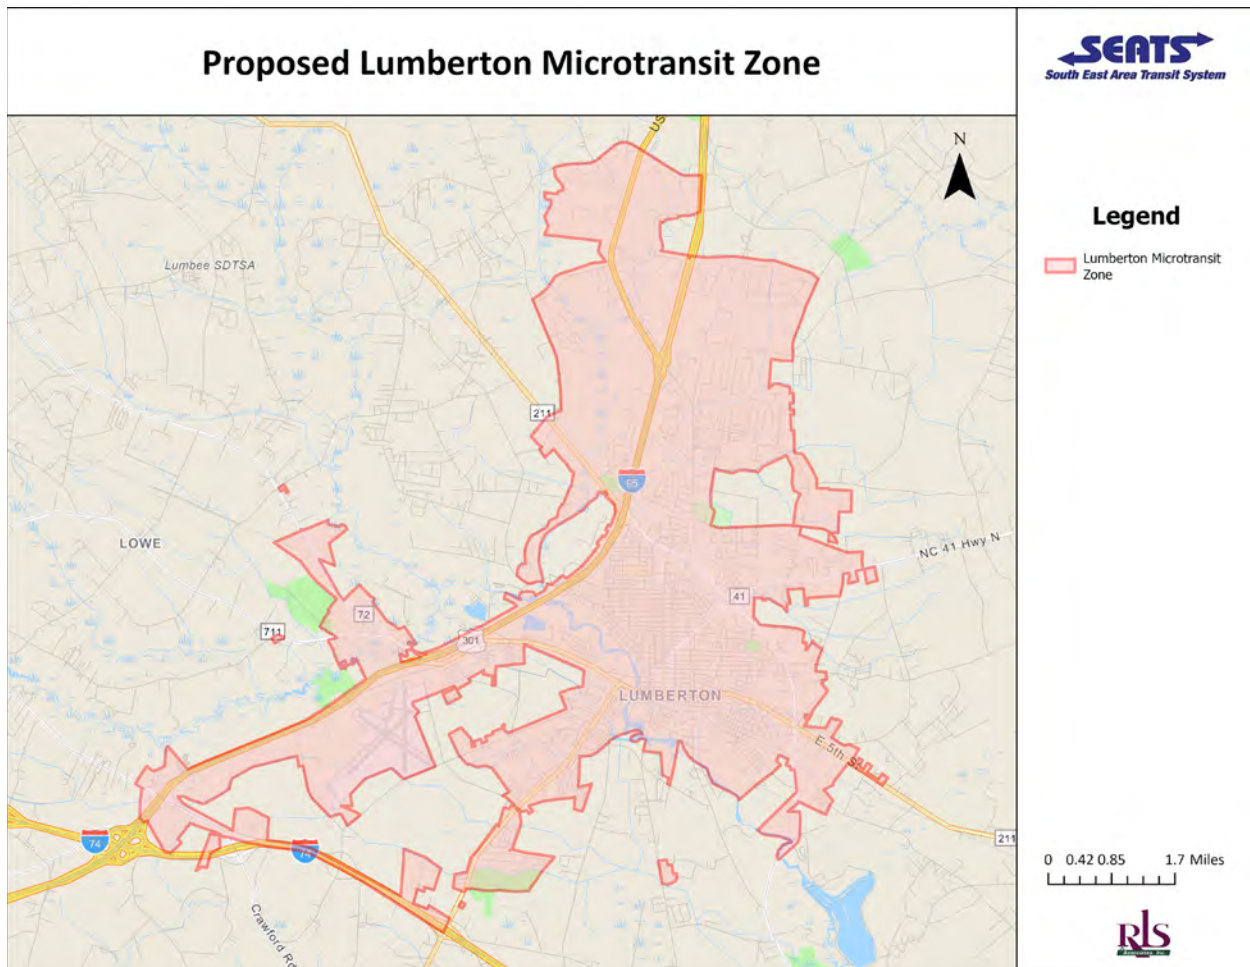 Proposed Lumberton Microtransit Zone
SEATS
South East Area Transit System
N
Legend
Lumberton Microtransit
Zone
US
Lumbee SDTSA
211
95
LOWE
NC 41 Hwy N
41
72
711
301
LUMBERTON
E 5th St
74
74
211
Crawford Rd
0 0.42 0.85 1.7 Miles
RLS
& Associates, Inc.